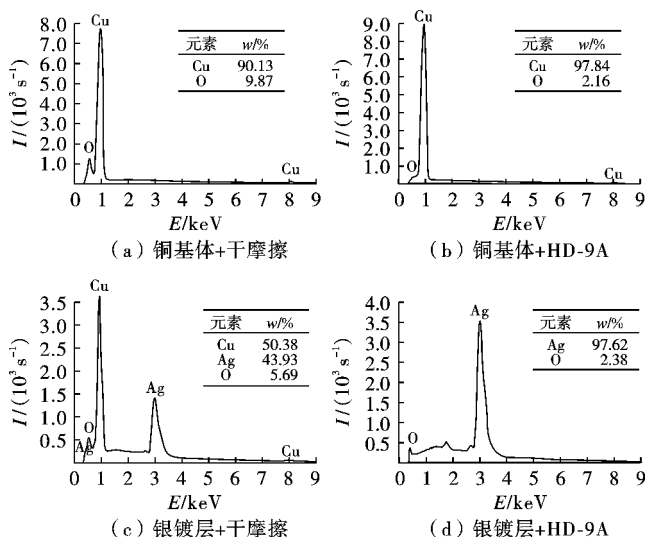 I/(10³ s⁻¹)
8.0
7.0
6.0
5.0
4.0
3.0
2.0
1.0
Cu
O
Cu
元素 w/%
Cu 90.13
O 9.87
0 1 2 3 4 5 6 7 8 9
E/keV
(a) 铜基体+干摩擦
I/(10³ s⁻¹)
9.0
8.0
7.0
6.0
5.0
4.0
3.0
2.0
1.0
Cu
O
Cu
元素 w/%
Cu 97.84
O 2.16
0 1 2 3 4 5 6 7 8 9
E/keV
(b) 铜基体+HD-9A
I/(10³ s⁻¹)
3.5
3.0
2.5
2.0
1.5
1.0
0.5
Cu
Ag
O
Ag
Cu
元素 w/%
Cu 50.38
Ag 43.93
O 5.69
0 1 2 3 4 5 6 7 8 9
E/keV
(c) 银镀层+干摩擦
I/(10³ s⁻¹)
4.0
3.5
3.0
2.5
2.0
1.5
1.0
0.5
Ag
O
元素 w/%
Ag 97.62
O 2.38
0 1 2 3 4 5 6 7 8 9
E/keV
(d) 银镀层+HD-9A